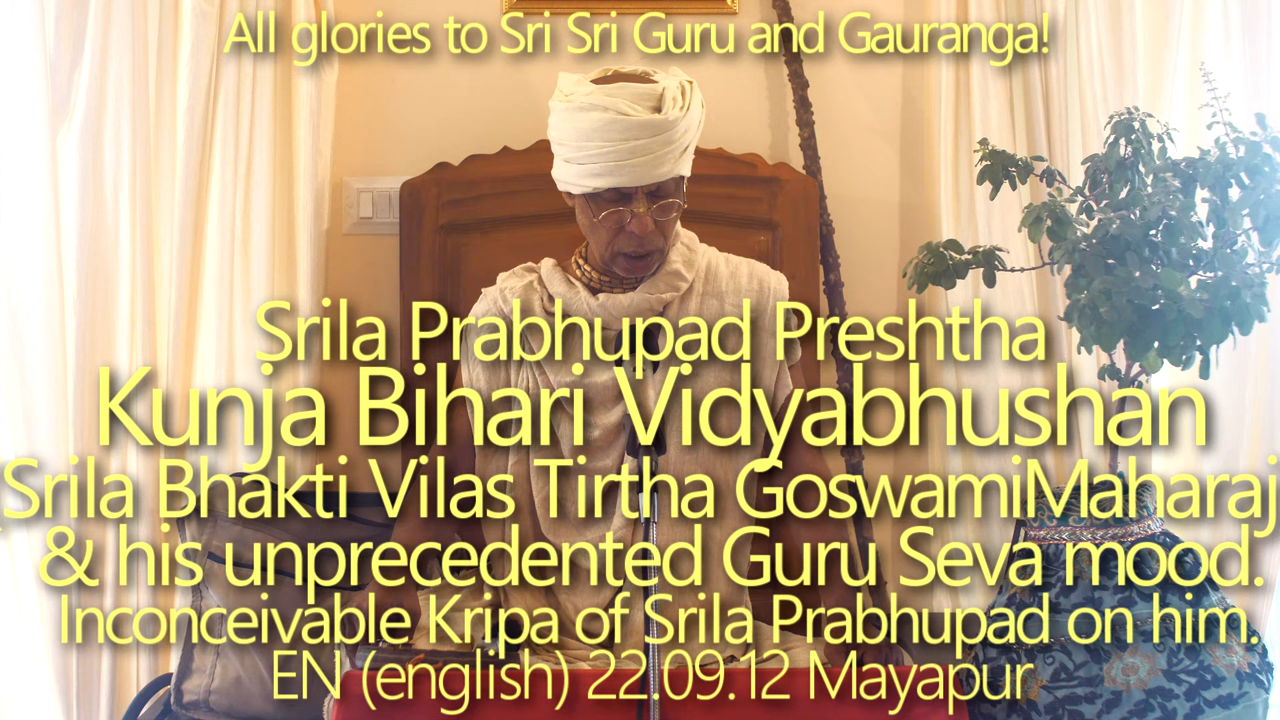 All glories to Sri Sri Guru and Gauranga!
Srila Prabhupad Preshtha
Kunja Bihari Vidyabhushan
Srila Bhakti Vilas Tirtha GoswamiMaharaj
& his unprecedented Guru Seva mood.
Inconceivable Kripa of Srila Prabhupad on him.
EN (english) 22.09.12 Mayapur